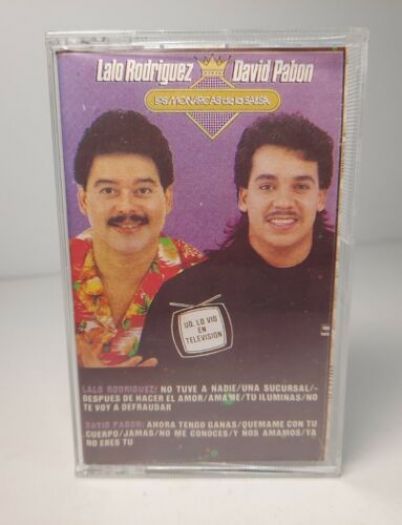 Lalo Rodriguez David Pabon
LOS MONARCAS de la SALSA
UD. LO VIO
EN
TELEVISION
LALO RODRIGUEZ: NO TUVE A NADIE/UNA SUCURSAL/-
DESPUES DE HACER EL AMOR/AMAME/TU ILUMINAS/NO
TE VOY A DEFRAUDAR
DAVID PABON: AHORA TENGO GANAS/QUEMAME CON TU
CUERPO/JAMAS/NO ME CONOCES/Y NOS AMAMOS/YA
NO ERES TU